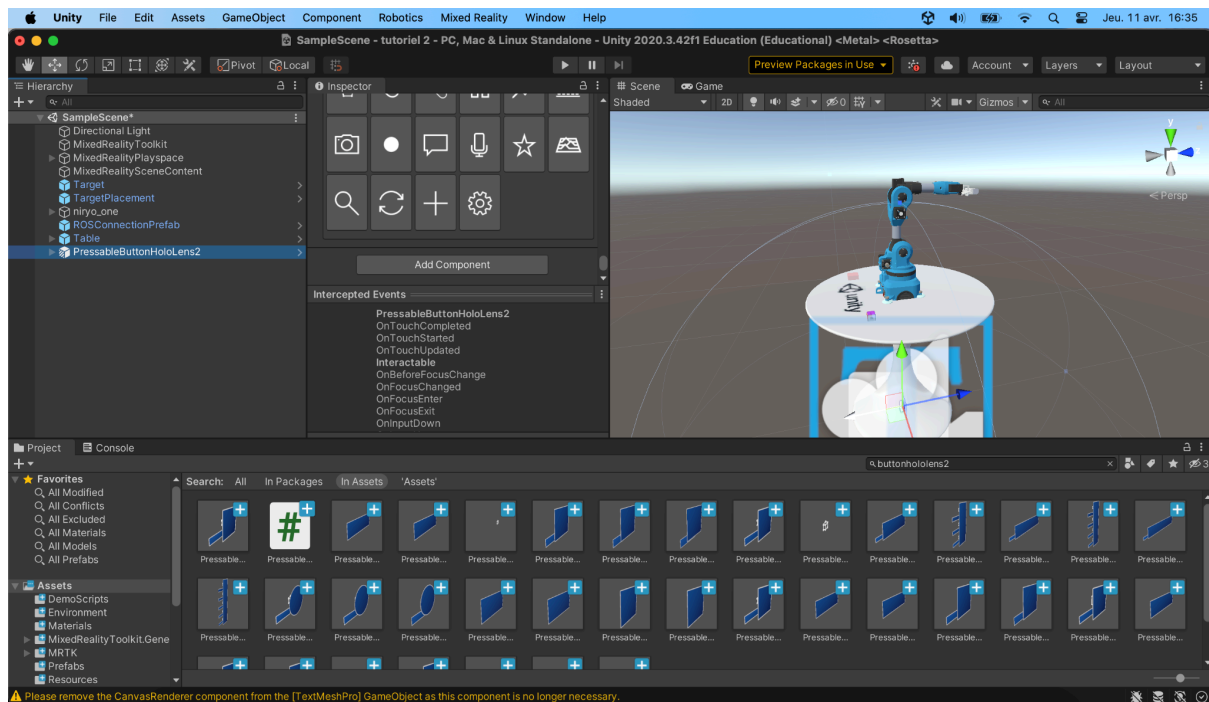 Unity File Edit Assets GameObject Component Robotics Mixed Reality Window Help Jeu. 11 avr. 16:35
SampleScene - tutoriel 2 - PC, Mac & Linux Standalone - Unity 2020.3.42f1 Education (Educational) <Metal> <Rosetta>
Pivot Local Preview Packages in Use Account Layers Layout
Hierarchy
All
SampleScene*
Directional Light
MixedRealityToolkit
MixedRealityPlayspace
MixedRealitySceneContent
Target
TargetPlacement
niryo_one
ROSConnectionPrefab
Table
PressableButtonHoloLens2
Inspector
Add Component
Intercepted Events
PressableButtonHoloLens2
OnTouchCompleted
OnTouchStarted
OnTouchUpdated
Interactable
OnBeforeFocusChange
OnFocusChanged
OnFocusEnter
OnFocusExit
OnInputDown
Scene Game
Shaded 2D 0 Gizmos All
y
Persp
unity
Project Console
buttonhololens2 3
Favorites
All Modified
All Conflicts
All Excluded
All Materials
All Models
All Prefabs
Assets
DemoScripts
Environment
Materials
MixedRealityToolkit.Gene
MRTK
Prefabs
Resources
Search: All In Packages In Assets 'Assets'
Pressable... Pressable... Pressable... Pressable... Pressable... Pressable... Pressable... Pressable... Pressable... Pressable... Pressable... Pressable... Pressable... Pressable... Pressable...
Pressable... Pressable... Pressable... Pressable... Pressable... Pressable... Pressable... Pressable... Pressable... Pressable... Pressable... Pressable... Pressable... Pressable... Pressable...
Please remove the CanvasRenderer component from the [TextMeshPro] GameObject as this component is no longer necessary.